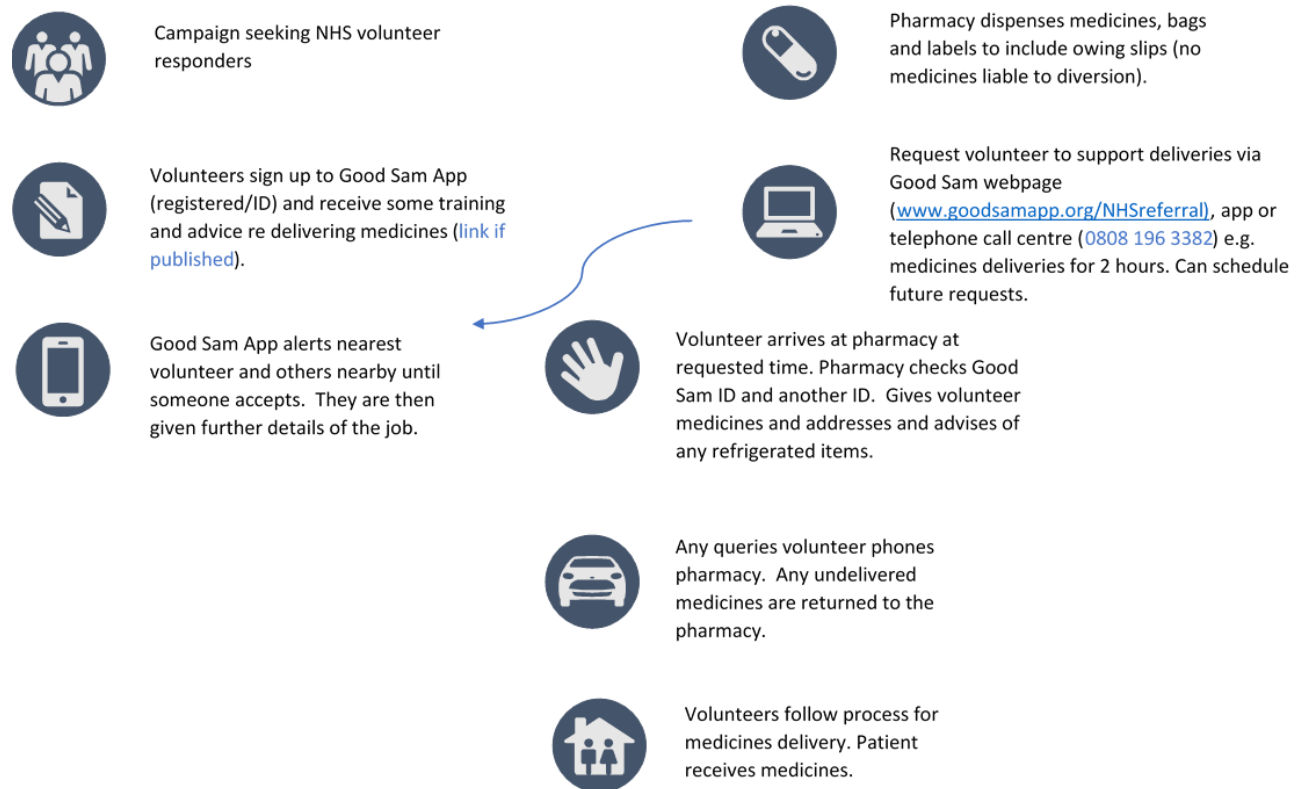 Campaign seeking NHS volunteer
responders
Volunteers sign up to Good Sam App
(registered/ID) and receive some training
and advice re delivering medicines (link if
published).
Good Sam App alerts nearest
volunteer and others nearby until
someone accepts.  They are then
given further details of the job.
Pharmacy dispenses medicines, bags
and labels to include owing slips (no
medicines liable to diversion).
Request volunteer to support deliveries via
Good Sam webpage
(www.goodsamapp.org/NHSreferral), app or
telephone call centre (0808 196 3382) e.g.
medicines deliveries for 2 hours. Can schedule
future requests.
Volunteer arrives at pharmacy at
requested time. Pharmacy checks Good
Sam ID and another ID.  Gives volunteer
medicines and addresses and advises of
any refrigerated items.
Any queries volunteer phones
pharmacy.  Any undelivered
medicines are returned to the
pharmacy.
Volunteers follow process for
medicines delivery. Patient
receives medicines.